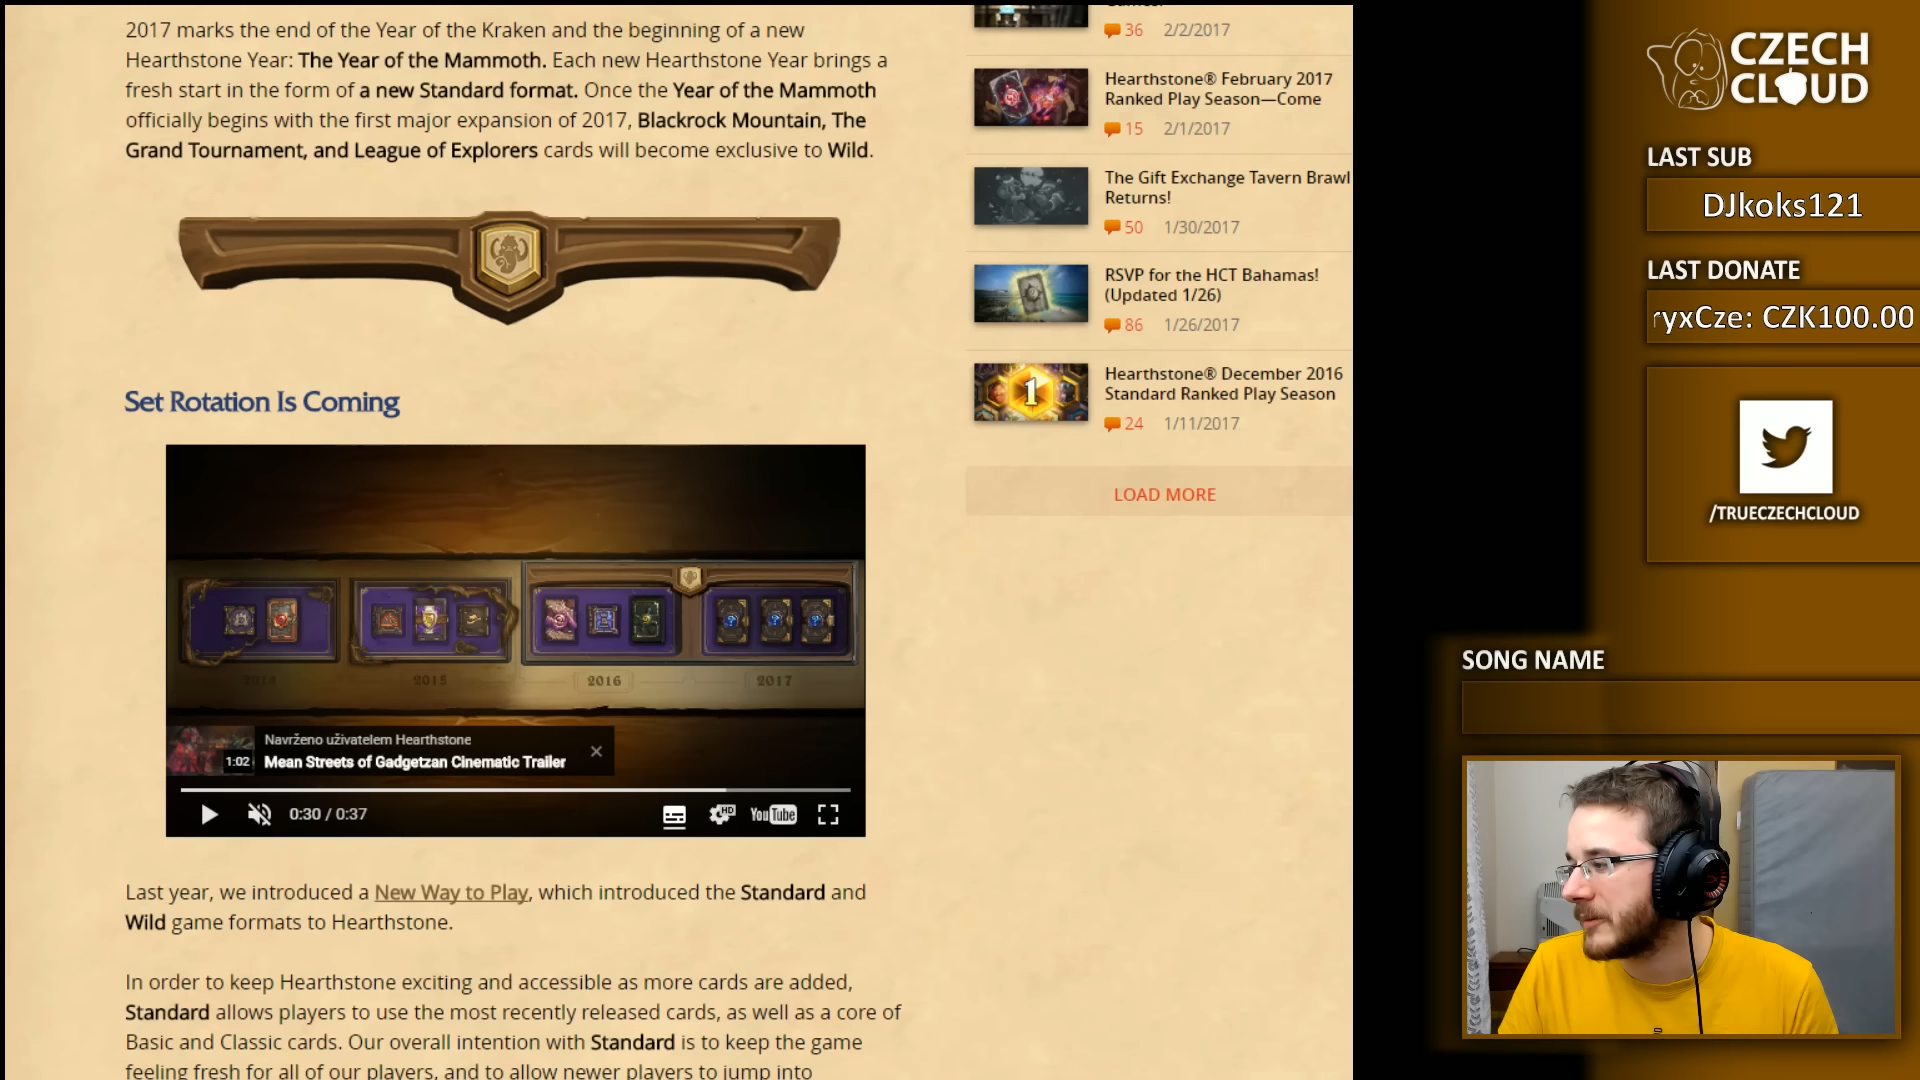 2017 marks the end of the Year of the Kraken and the beginning of a new
Hearthstone Year: The Year of the Mammoth. Each new Hearthstone Year brings a
fresh start in the form of a new Standard format. Once the Year of the Mammoth
officially begins with the first major expansion of 2017, Blackrock Mountain, The
Grand Tournament, and League of Explorers cards will become exclusive to Wild.
Set Rotation Is Coming
2014
2015
2016
2017
Navrženo uživatelem Hearthstone
1:02
Mean Streets of Gadgetzan Cinematic Trailer
0:30 / 0:37
HD
YouTube
Last year, we introduced a New Way to Play, which introduced the Standard and
Wild game formats to Hearthstone.
In order to keep Hearthstone exciting and accessible as more cards are added,
Standard allows players to use the most recently released cards, as well as a core of
Basic and Classic cards. Our overall intention with Standard is to keep the game
feeling fresh for all of our players, and to allow newer players to jump into
36 2/2/2017
Hearthstone® February 2017
Ranked Play Season—Come
15 2/1/2017
The Gift Exchange Tavern Brawl
Returns!
50 1/30/2017
RSVP for the HCT Bahamas!
(Updated 1/26)
86 1/26/2017
1
Hearthstone® December 2016
Standard Ranked Play Season
24 1/11/2017
LOAD MORE
CZECH
CLOUD
LAST SUB
DJkoks121
LAST DONATE
ryxCze: CZK100.00
/TRUECZECHCLOUD
SONG NAME